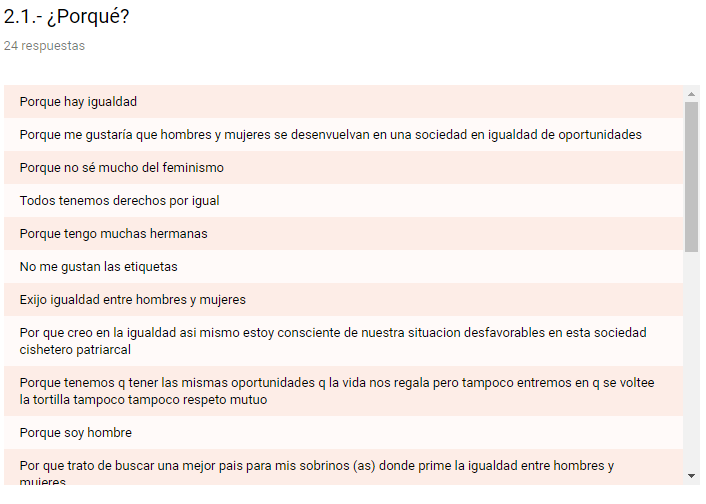 2.1.- ¿Porqué?
24 respuestas
Porque hay igualdad
Porque me gustaría que hombres y mujeres se desenvuelvan en una sociedad en igualdad de oportunidades
Porque no sé mucho del feminismo
Todos tenemos derechos por igual
Porque tengo muchas hermanas
No me gustan las etiquetas
Exijo igualdad entre hombres y mujeres
Por que creo en la igualdad asi mismo estoy consciente de nuestra situacion desfavorables en esta sociedad
cishetero patriarcal
Porque tenemos q tener las mismas oportunidades q la vida nos regala pero tampoco entremos en q se voltee
la tortilla tampoco tampoco respeto mutuo
Porque soy hombre
Por que trato de buscar una mejor pais para mis sobrinos (as) donde prime la igualdad entre hombres y
mujeres